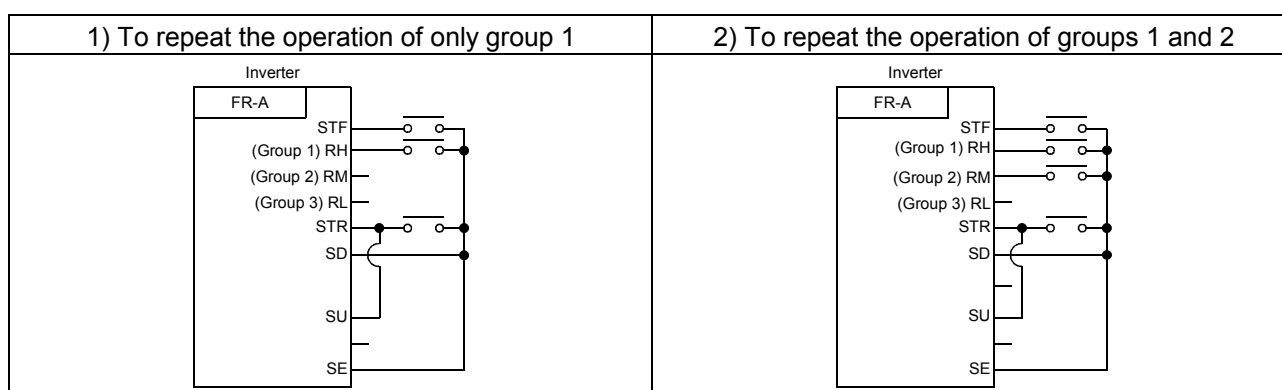 1) To repeat the operation of only group 1
2) To repeat the operation of groups 1 and 2
Inverter
FR-A
STF
(Group 1) RH
(Group 2) RM
(Group 3) RL
STR
SD
SU
SE
Inverter
FR-A
STF
(Group 1) RH
(Group 2) RM
(Group 3) RL
STR
SD
SU
SE